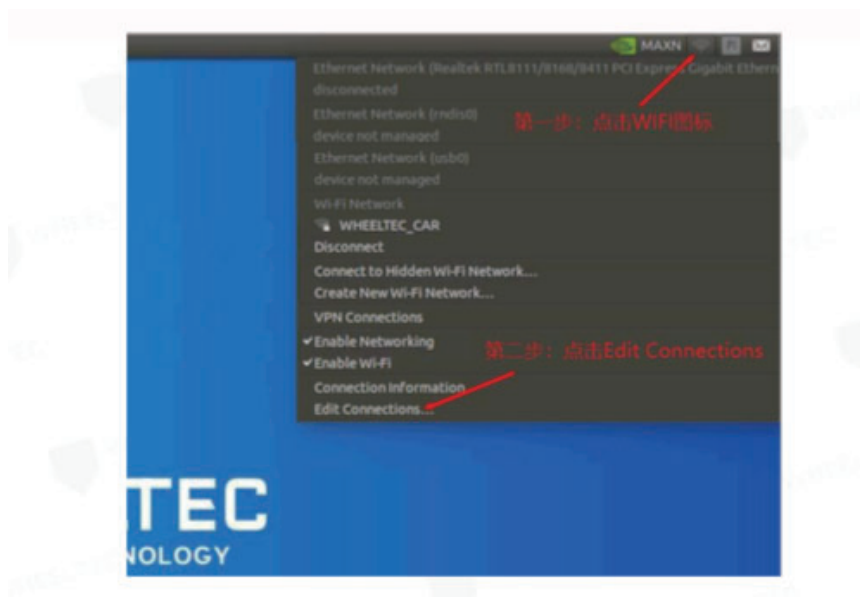 MAXN
Ethernet Network (Realtek RTL8111/8168/8411 PCI Express Gigabit Ethern
disconnected
第一步：点击WIFI图标
Ethernet Network (rndis0)
device not managed
Ethernet Network (usb0)
device not managed
Wi-Fi Network
WHEELTEC_CAR
Disconnect
Connect to Hidden Wi-Fi Network...
Create New Wi-Fi Network...
VPN Connections
Enable Networking
第二步：点击Edit Connections
Enable Wi-Fi
Connection Information
Edit Connections...
TEC
NOLOGY